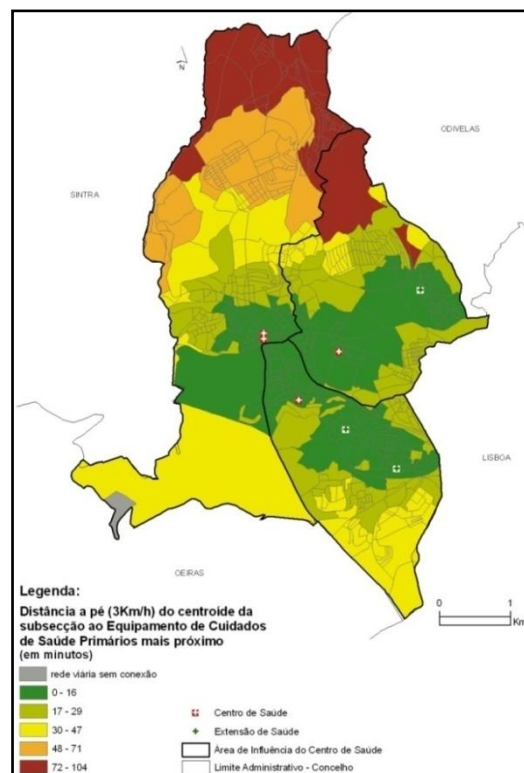 N
ODIVELAS
SINTRA
LISBOA
OEIRAS
0 1
Km
Legenda:
Distância a pé (3Km/h) do centroide da
subsecção ao Equipamento de Cuidados
de Saúde Primários mais próximo
(em minutos)
rede viária sem conexão
0 - 16
17 - 29
30 - 47
48 - 71
72 - 104
Centro de Saúde
Extensão de Saúde
Área de Influência do Centro de Saúde
Limite Administrativo - Concelho